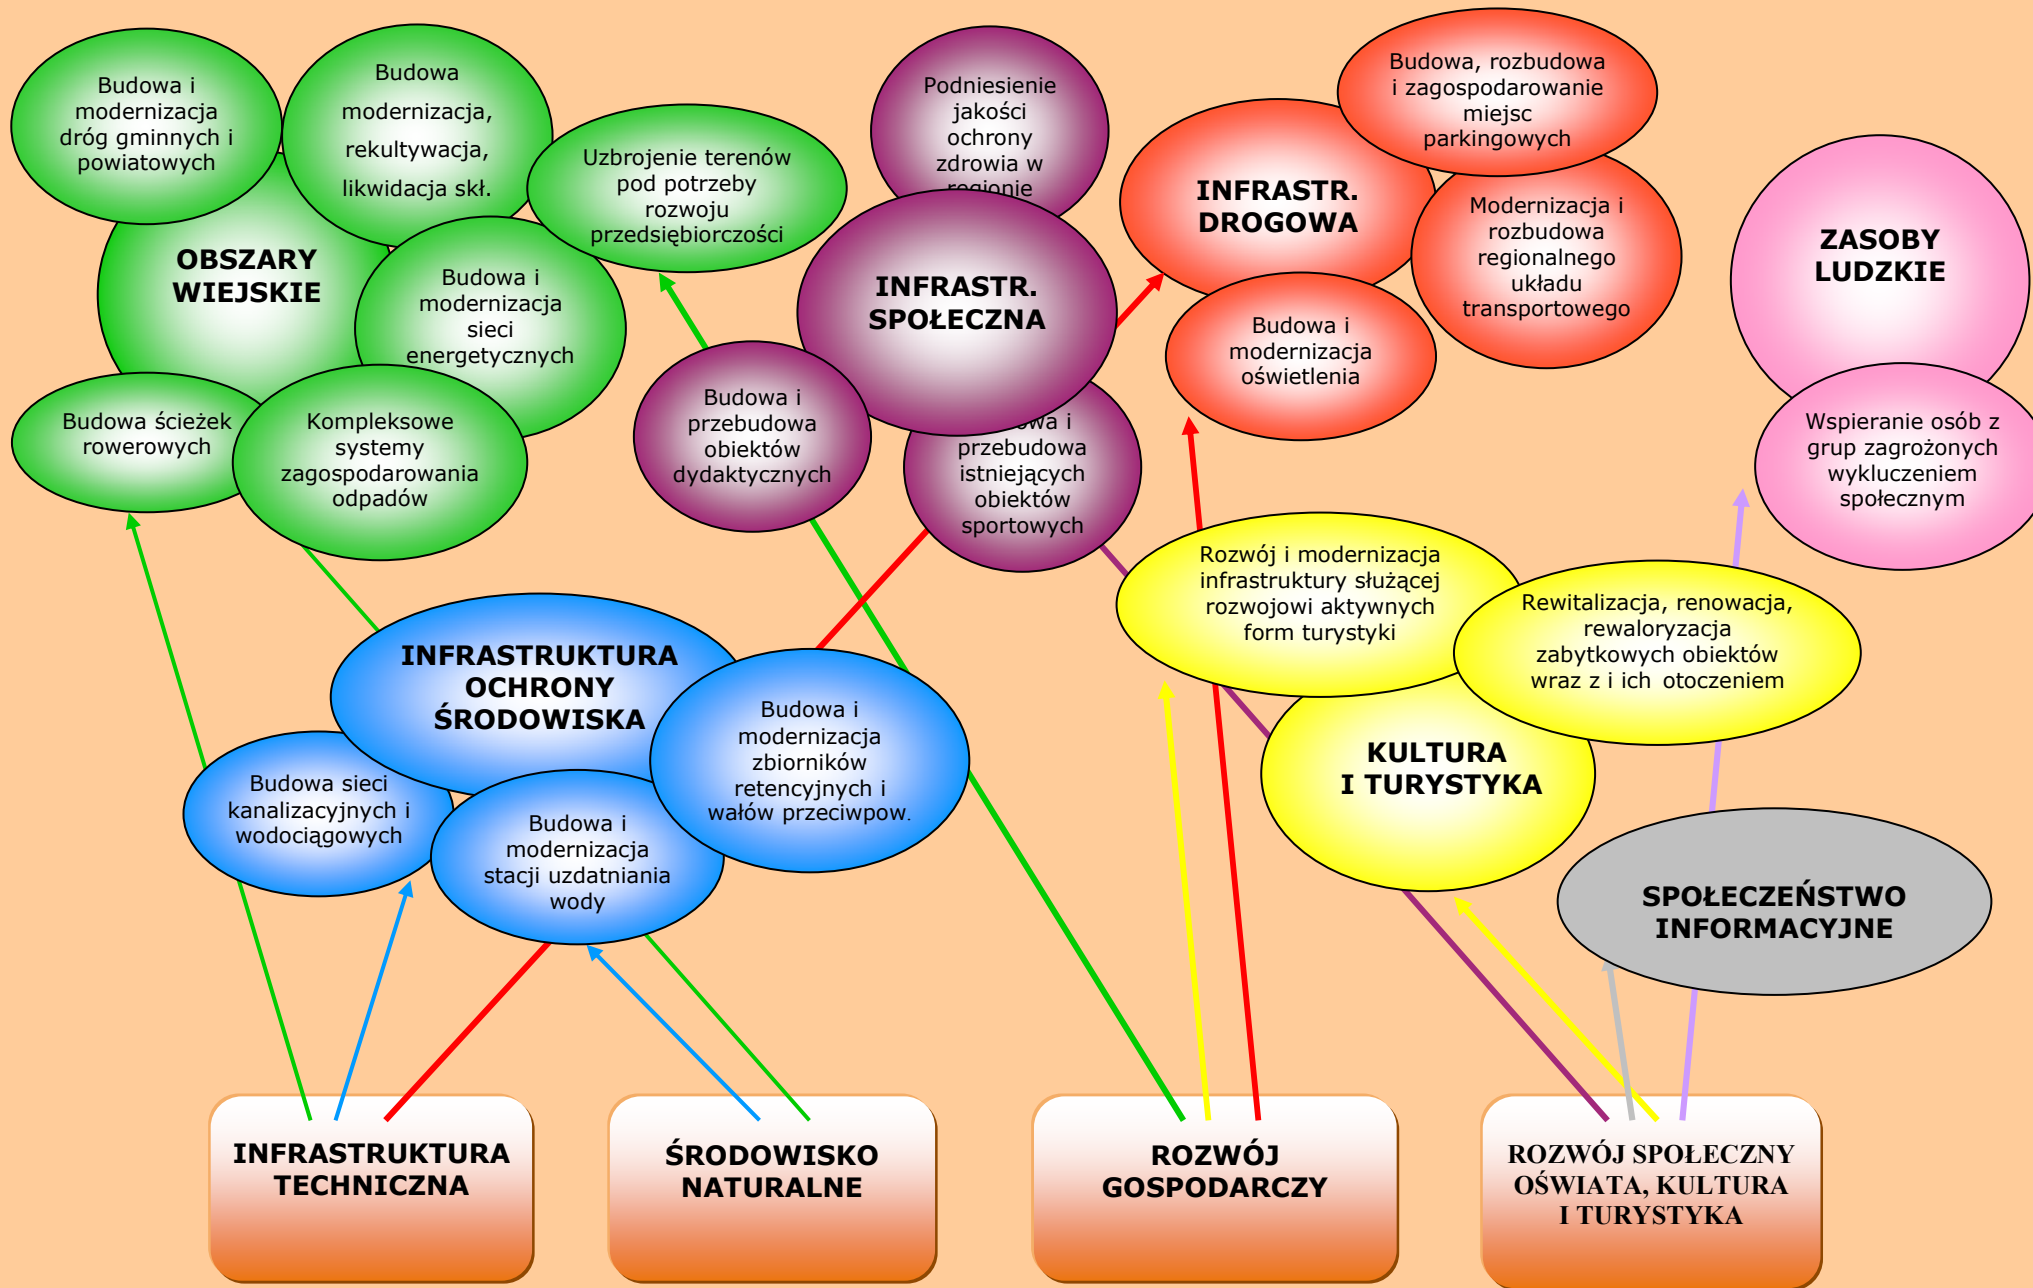 Budowa i
modernizacja
dróg gminnych i
powiatowych
Budowa
modernizacja,
rekultywacja,
likwidacja skł.
Uzbrojenie terenów
pod potrzeby
rozwoju
przedsiębiorczości
OBSZARY
WIEJSKIE
Budowa i
modernizacja
sieci
energetycznych
Budowa ścieżek
rowerowych
Kompleksowe
systemy
zagospodarowania
odpadów
Podniesienie
jakości
ochrony
zdrowia w
regionie
INFRASTR.
SPOŁECZNA
Budowa i
przebudowa
obiektów
dydaktycznych
i
przebudowa
istniejących
obiektów
sportowych
Budowa, rozbudowa
i zagospodarowanie
miejsc
parkingowych
INFRASTR.
DROGOWA
Modernizacja i
rozbudowa
regionalnego
układu
transportowego
Budowa i
modernizacja
oświetlenia
ZASOBY
LUDZKIE
Wspieranie osób z
grup zagrożonych
wykluczeniem
społecznym
INFRASTRUKTURA
OCHRONY
ŚRODOWISKA
Budowa sieci
kanalizacyjnych i
wodociągowych
Budowa i
modernizacja
stacji uzdatniania
wody
Budowa i
modernizacja
zbiorników
retencyjnych i
wałów przeciwpow.
Rozwój i modernizacja
infrastruktury służącej
rozwojowi aktywnych
form turystyki
Rewitalizacja, renowacja,
rewaloryzacja
zabytkowych obiektów
wraz z i ich otoczeniem
KULTURA
I TURYSTYKA
SPOŁECZEŃSTWO
INFORMACYJNE
INFRASTRUKTURA
TECHNICZNA
ŚRODOWISKO
NATURALNE
ROZWÓJ
GOSPODARCZY
ROZWÓJ SPOŁECZNY
OŚWIATA, KULTURA
I TURYSTYKA